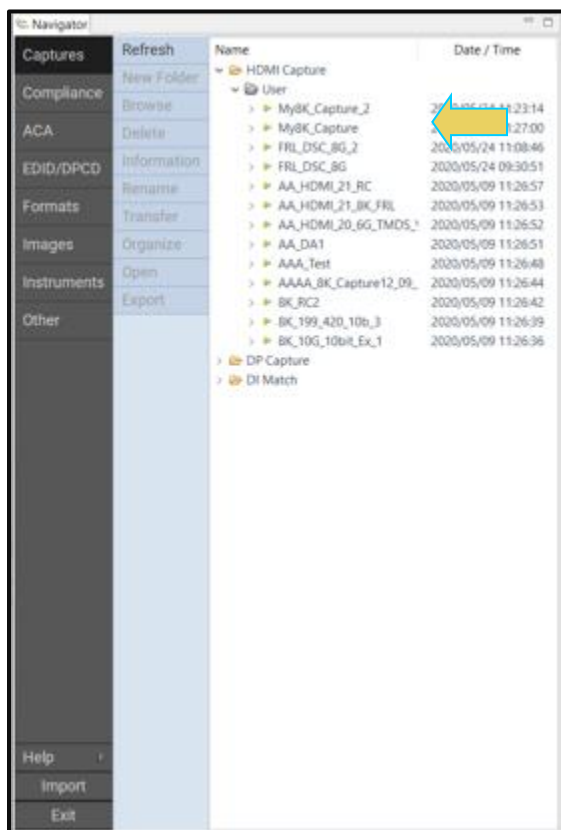 Navigator
Captures
Compliance
ACA
EDID/DPCD
Formats
Images
Instruments
Other
Help
Import
Exit
Refresh
New Folder
Browse
Delete
Information
Rename
Transfer
Organize
Open
Export
Name Date / Time
HDMI Capture
User
My8K_Capture_2
My8K_Capture
FRL_DSC_8G_2 2020/05/24 11:08:46
FRL_DSC_8G 2020/05/24 09:30:51
AA_HDMI_21_RC 2020/05/09 11:26:57
AA_HDMI_21_8K_FRL 2020/05/09 11:26:53
AA_HDMI_20_6G_TMDS_ 2020/05/09 11:26:52
AA_DA1 2020/05/09 11:26:51
AAA_Test 2020/05/09 11:26:48
AAAA_8K_Capture12_09_ 2020/05/09 11:26:44
8K_RC2 2020/05/09 11:26:42
8K_199_420_10b_3 2020/05/09 11:26:39
8K_10G_10bit_Ex_1 2020/05/09 11:26:36
DP Capture
DI Match